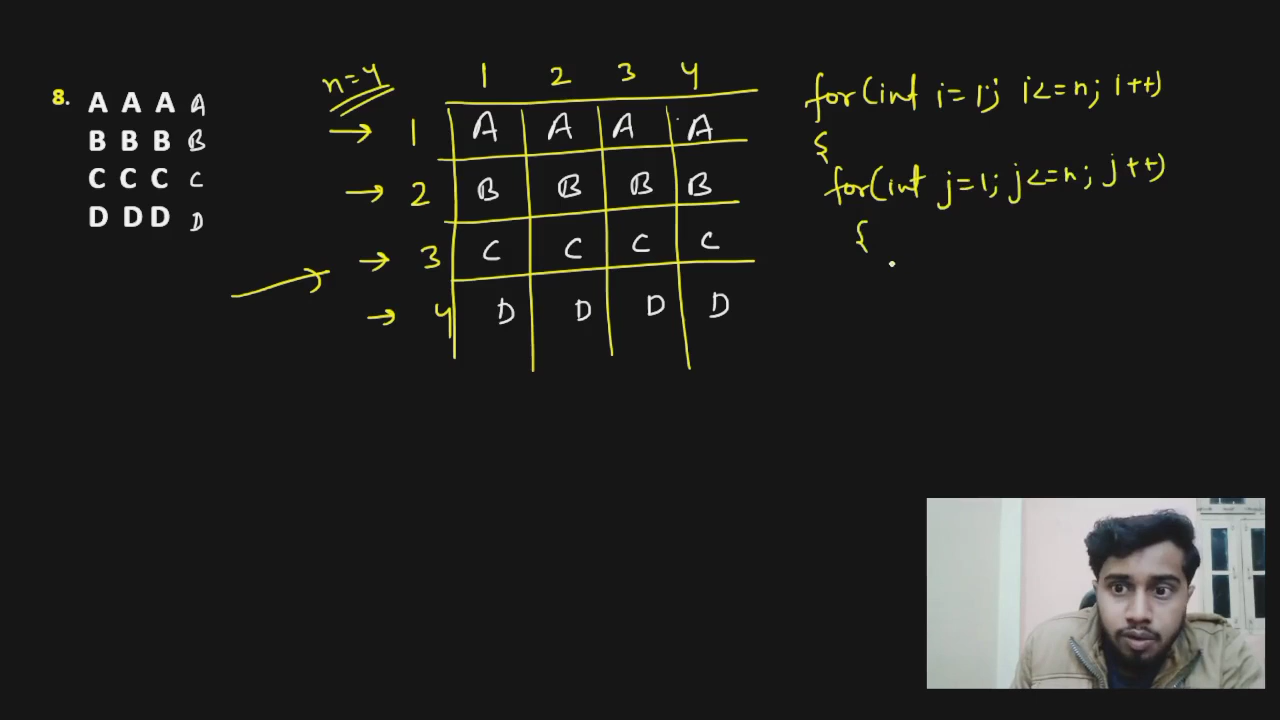 8. A A A A
B B B B
C C C C
D D D D
n=4
1 2 3 4
→ 1 A A A A
→ 2 B B B B
→ 3 C C C C
→ 4 D D D D
for(int i=1; i<=n; i++)
{
for(int j=1; j<=n; j++)
{